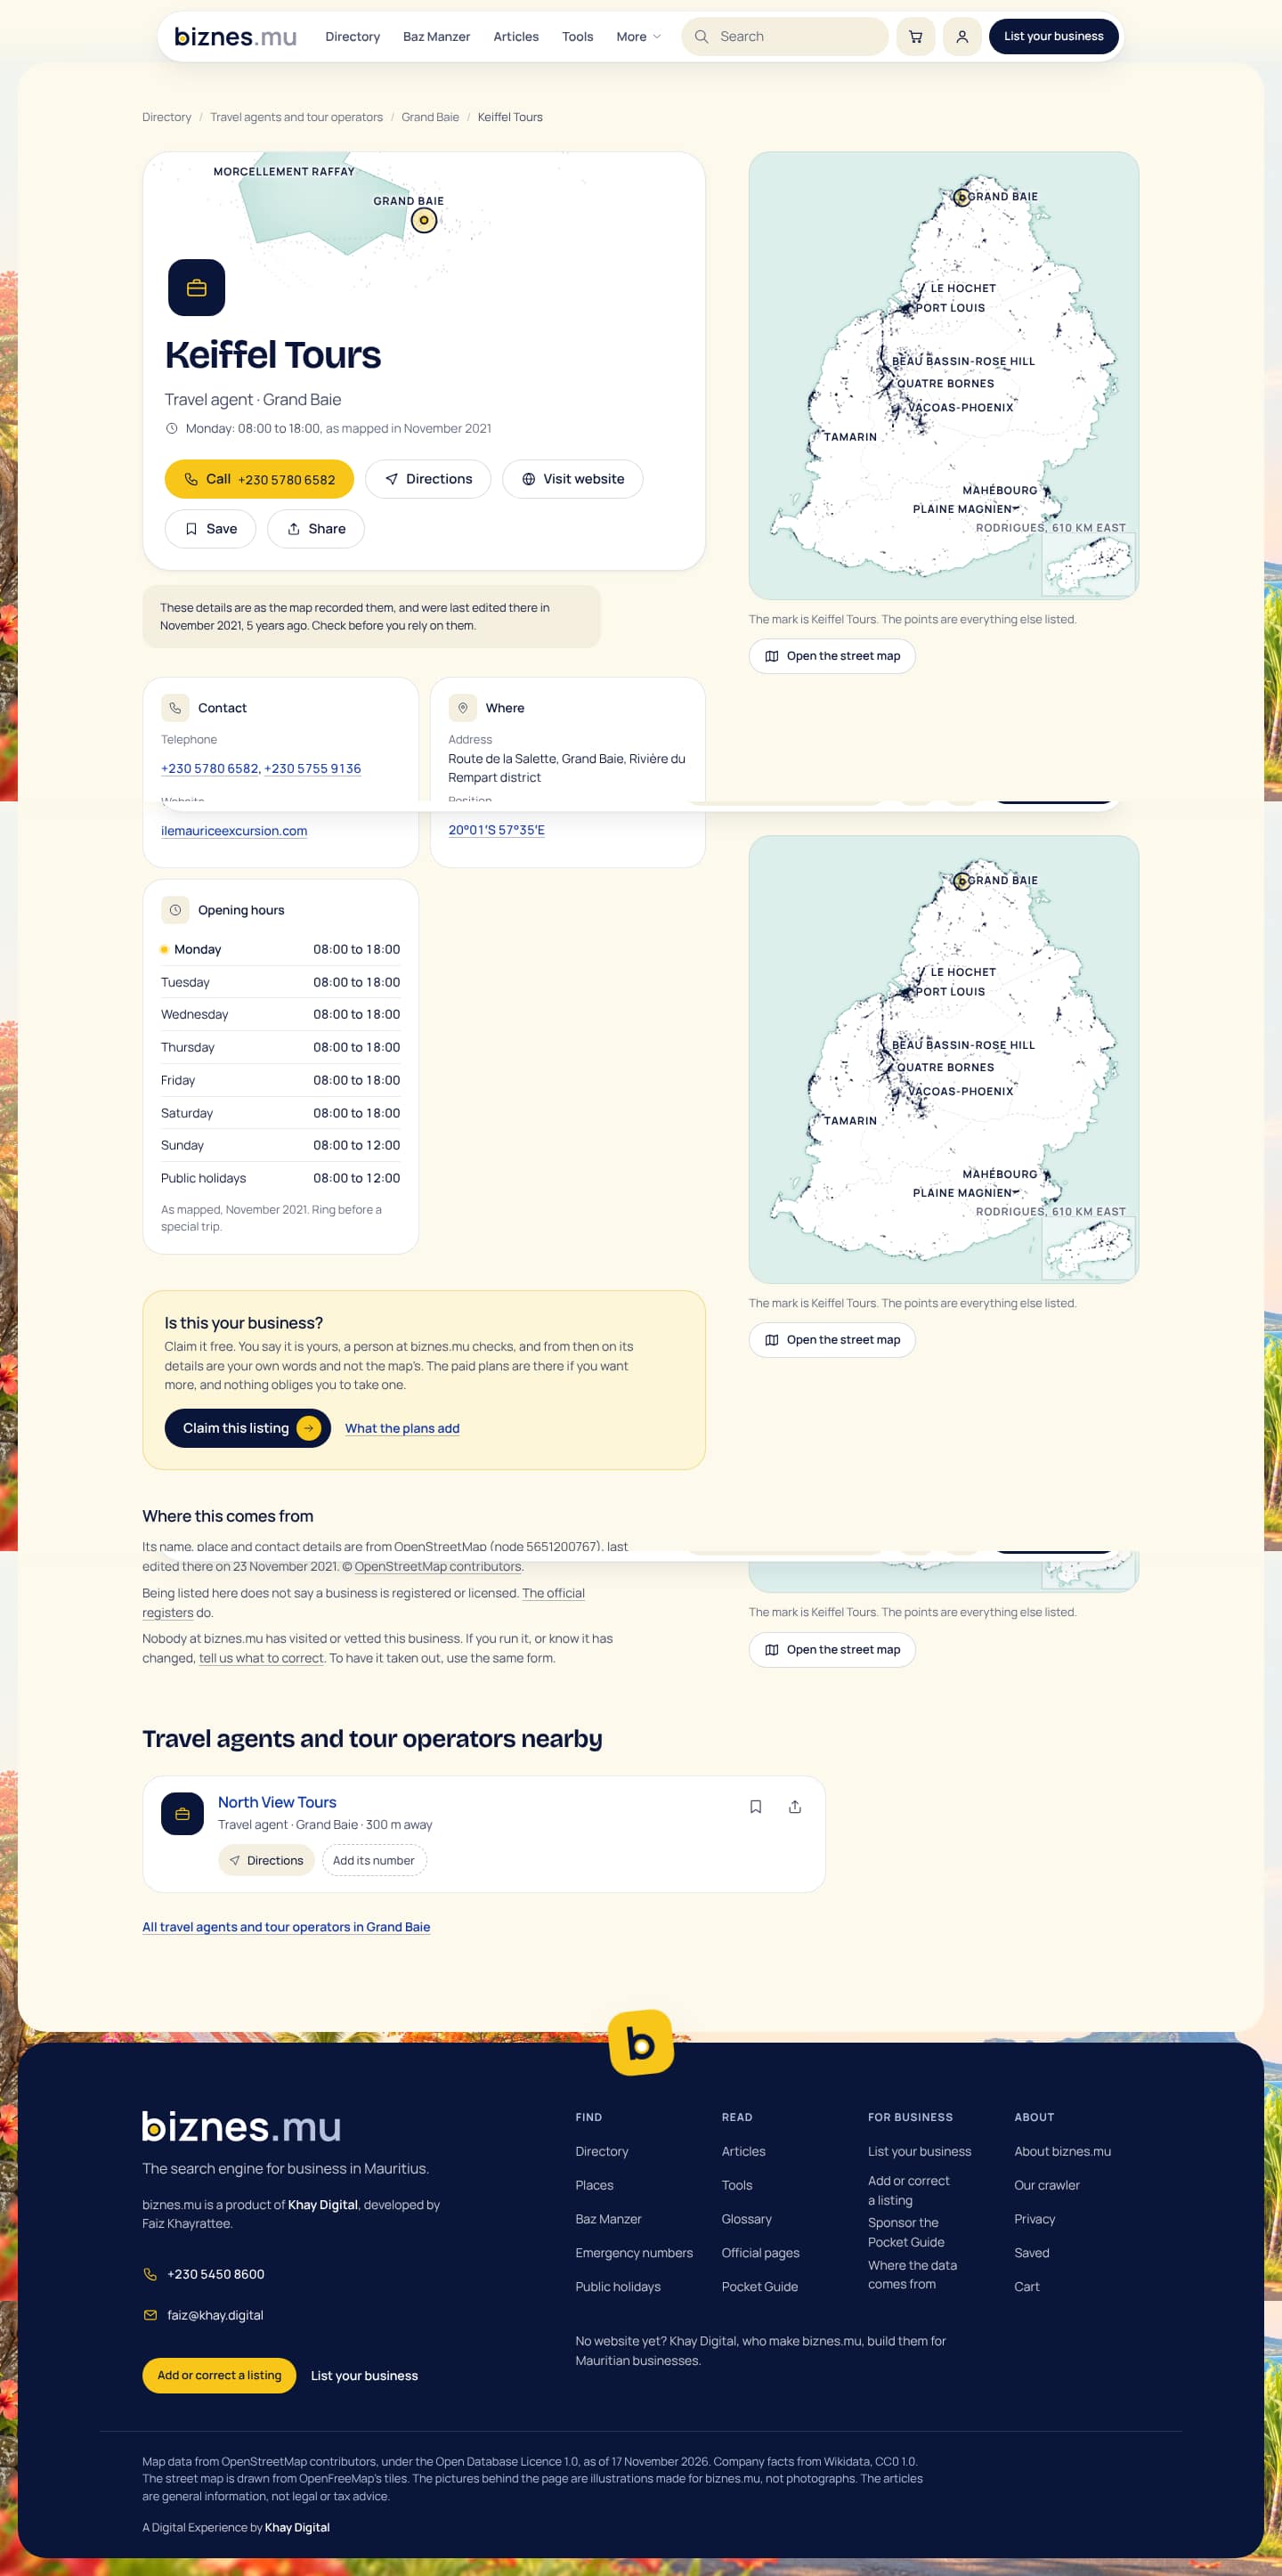 biznes.mu
Directory
Baz Manzer
Articles
Tools
More
Search
List your business
Directory / Travel agents and tour operators / Grand Baie / Keiffel Tours
MORCELLEMENT RAFFAY
GRAND BAIE
Keiffel Tours
Travel agent · Grand Baie
Monday: 08:00 to 18:00, as mapped in November 2021
Call +230 5780 6582
Directions
Visit website
Save
Share
These details are as the map recorded them, and were last edited there in
November 2021, 5 years ago. Check before you rely on them.
GRAND BAIE
LE HOCHET
PORT LOUIS
BEAU BASSIN-ROSE HILL
QUATRE BORNES
VACOAS-PHOENIX
TAMARIN
MAHÉBOURG
PLAINE MAGNIEN
RODRIGUES, 610 KM EAST
The mark is Keiffel Tours. The points are everything else listed.
Open the street map
Contact
Telephone
+230 5780 6582, +230 5755 9136
Website
ilemauriceexcursion.com
Where
Address
Route de la Salette, Grand Baie, Rivière du
Rempart district
Position
20°01′S 57°35′E
Opening hours
Monday 08:00 to 18:00
Tuesday 08:00 to 18:00
Wednesday 08:00 to 18:00
Thursday 08:00 to 18:00
Friday 08:00 to 18:00
Saturday 08:00 to 18:00
Sunday 08:00 to 12:00
Public holidays 08:00 to 12:00
As mapped, November 2021. Ring before a
special trip.
GRAND BAIE
LE HOCHET
PORT LOUIS
BEAU BASSIN-ROSE HILL
QUATRE BORNES
VACOAS-PHOENIX
TAMARIN
MAHÉBOURG
PLAINE MAGNIEN
RODRIGUES, 610 KM EAST
The mark is Keiffel Tours. The points are everything else listed.
Open the street map
Is this your business?
Claim it free. You say it is yours, a person at biznes.mu checks, and from then on its
details are your own words and not the map's. The paid plans are there if you want
more, and nothing obliges you to take one.
Claim this listing
What the plans add
Where this comes from
Its name, place and contact details are from OpenStreetMap (node 5651200767), last
edited there on 23 November 2021. © OpenStreetMap contributors.
Being listed here does not say a business is registered or licensed. The official
registers do.
Nobody at biznes.mu has visited or vetted this business. If you run it, or know it has
changed, tell us what to correct. To have it taken out, use the same form.
The mark is Keiffel Tours. The points are everything else listed.
Open the street map
Travel agents and tour operators nearby
North View Tours
Travel agent · Grand Baie · 300 m away
Directions
Add its number
All travel agents and tour operators in Grand Baie
b
biznes.mu
The search engine for business in Mauritius.
biznes.mu is a product of Khay Digital, developed by
Faiz Khayrattee.
+230 5450 8600
faiz@khay.digital
Add or correct a listing
List your business
FIND
Directory
Places
Baz Manzer
Emergency numbers
Public holidays
READ
Articles
Tools
Glossary
Official pages
Pocket Guide
FOR BUSINESS
List your business
Add or correct
a listing
Sponsor the
Pocket Guide
Where the data
comes from
ABOUT
About biznes.mu
Our crawler
Privacy
Saved
Cart
No website yet? Khay Digital, who make biznes.mu, build them for
Mauritian businesses.
Map data from OpenStreetMap contributors, under the Open Database Licence 1.0, as of 17 November 2026. Company facts from Wikidata, CC0 1.0.
The street map is drawn from OpenFreeMap's tiles. The pictures behind the page are illustrations made for biznes.mu, not photographs. The articles
are general information, not legal or tax advice.
A Digital Experience by Khay Digital